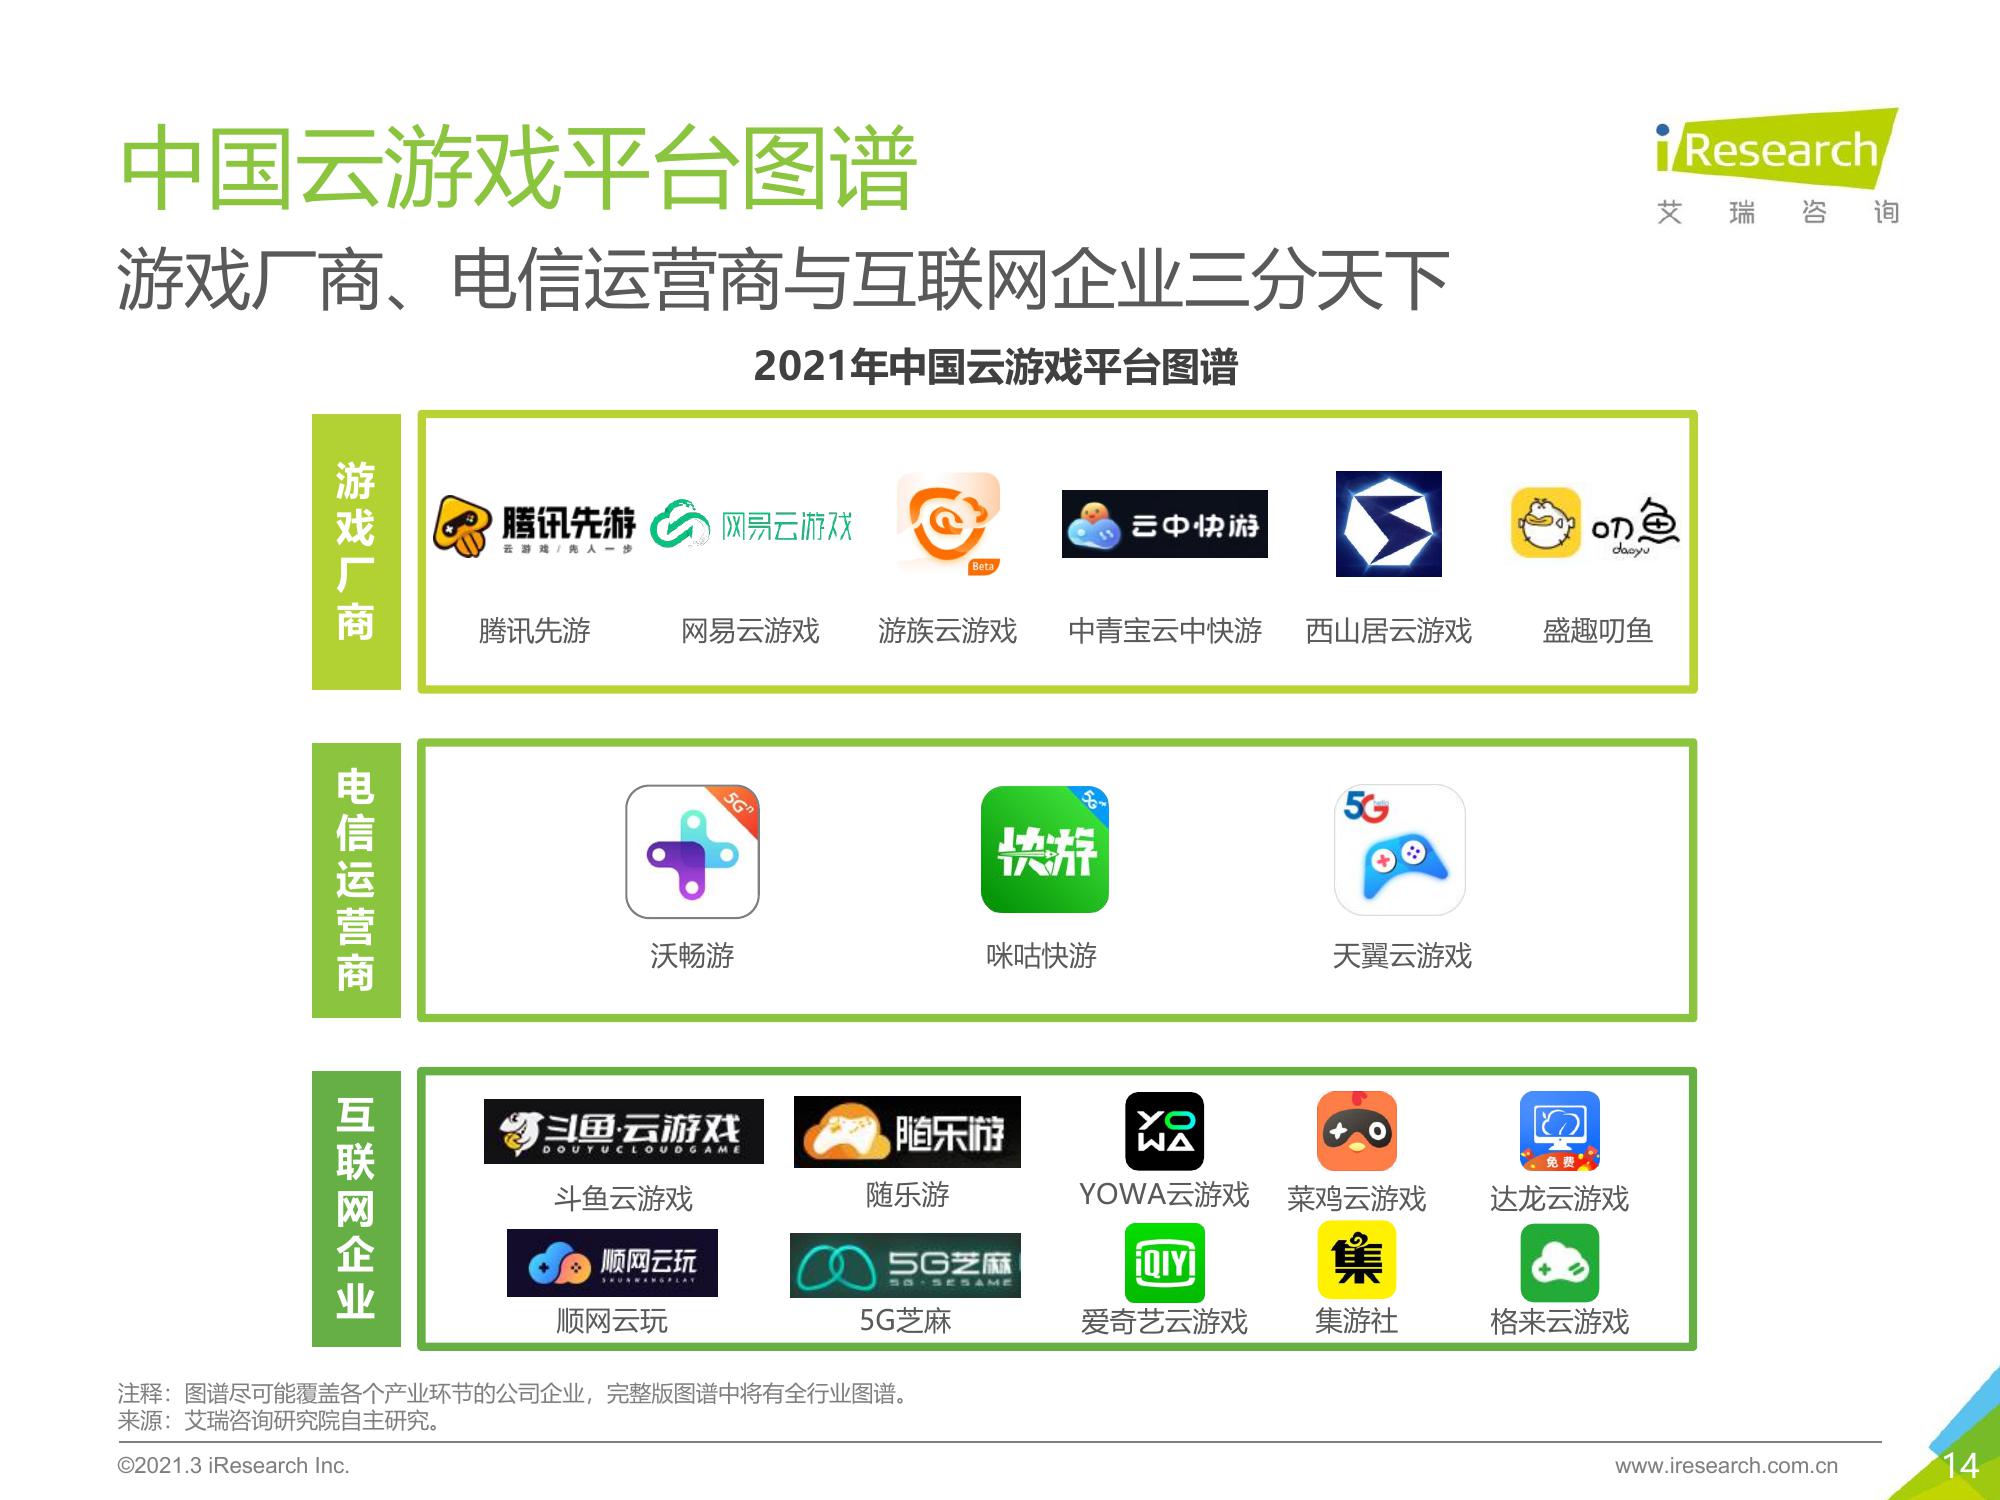 中国云游戏平台图谱
iResearch
艾瑞咨询
游戏厂商、电信运营商与互联网企业三分天下
2021年中国云游戏平台图谱
游戏厂商
腾讯先游
云游戏/先人一步
网易云游戏
Beta
云中快游
叨鱼
daoyu
腾讯先游
网易云游戏
游族云游戏
中青宝云中快游
西山居云游戏
盛趣叨鱼
电信运营商
5Gⁿ
快游
5G™
5G
hello
沃畅游
咪咕快游
天翼云游戏
互联网企业
斗鱼·云游戏
DOUYUCLOUDGAME
随乐游
YOWA
免费
斗鱼云游戏
随乐游
YOWA云游戏
菜鸡云游戏
达龙云游戏
顺网云玩
SHUNWANGPLAY
5G芝麻
5G·SESAME
iQIYI
集
顺网云玩
5G芝麻
爱奇艺云游戏
集游社
格来云游戏
注释：图谱尽可能覆盖各个产业环节的公司企业，完整版图谱中将有全行业图谱。
来源：艾瑞咨询研究院自主研究。
©2021.3 iResearch Inc.
www.iresearch.com.cn
14